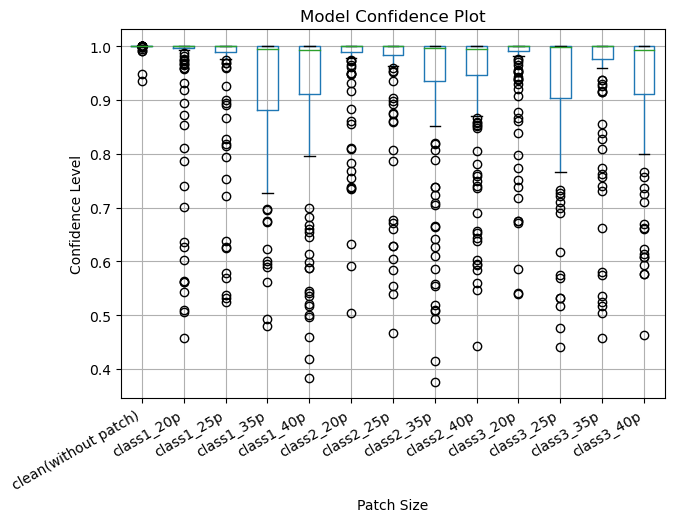 Model Confidence Plot
Confidence Level
1.0
0.9
0.8
0.7
0.6
0.5
0.4
clean(without patch)
class1_20p
class1_25p
class1_35p
class1_40p
class2_20p
class2_25p
class2_35p
class2_40p
class3_20p
class3_25p
class3_35p
class3_40p
Patch Size